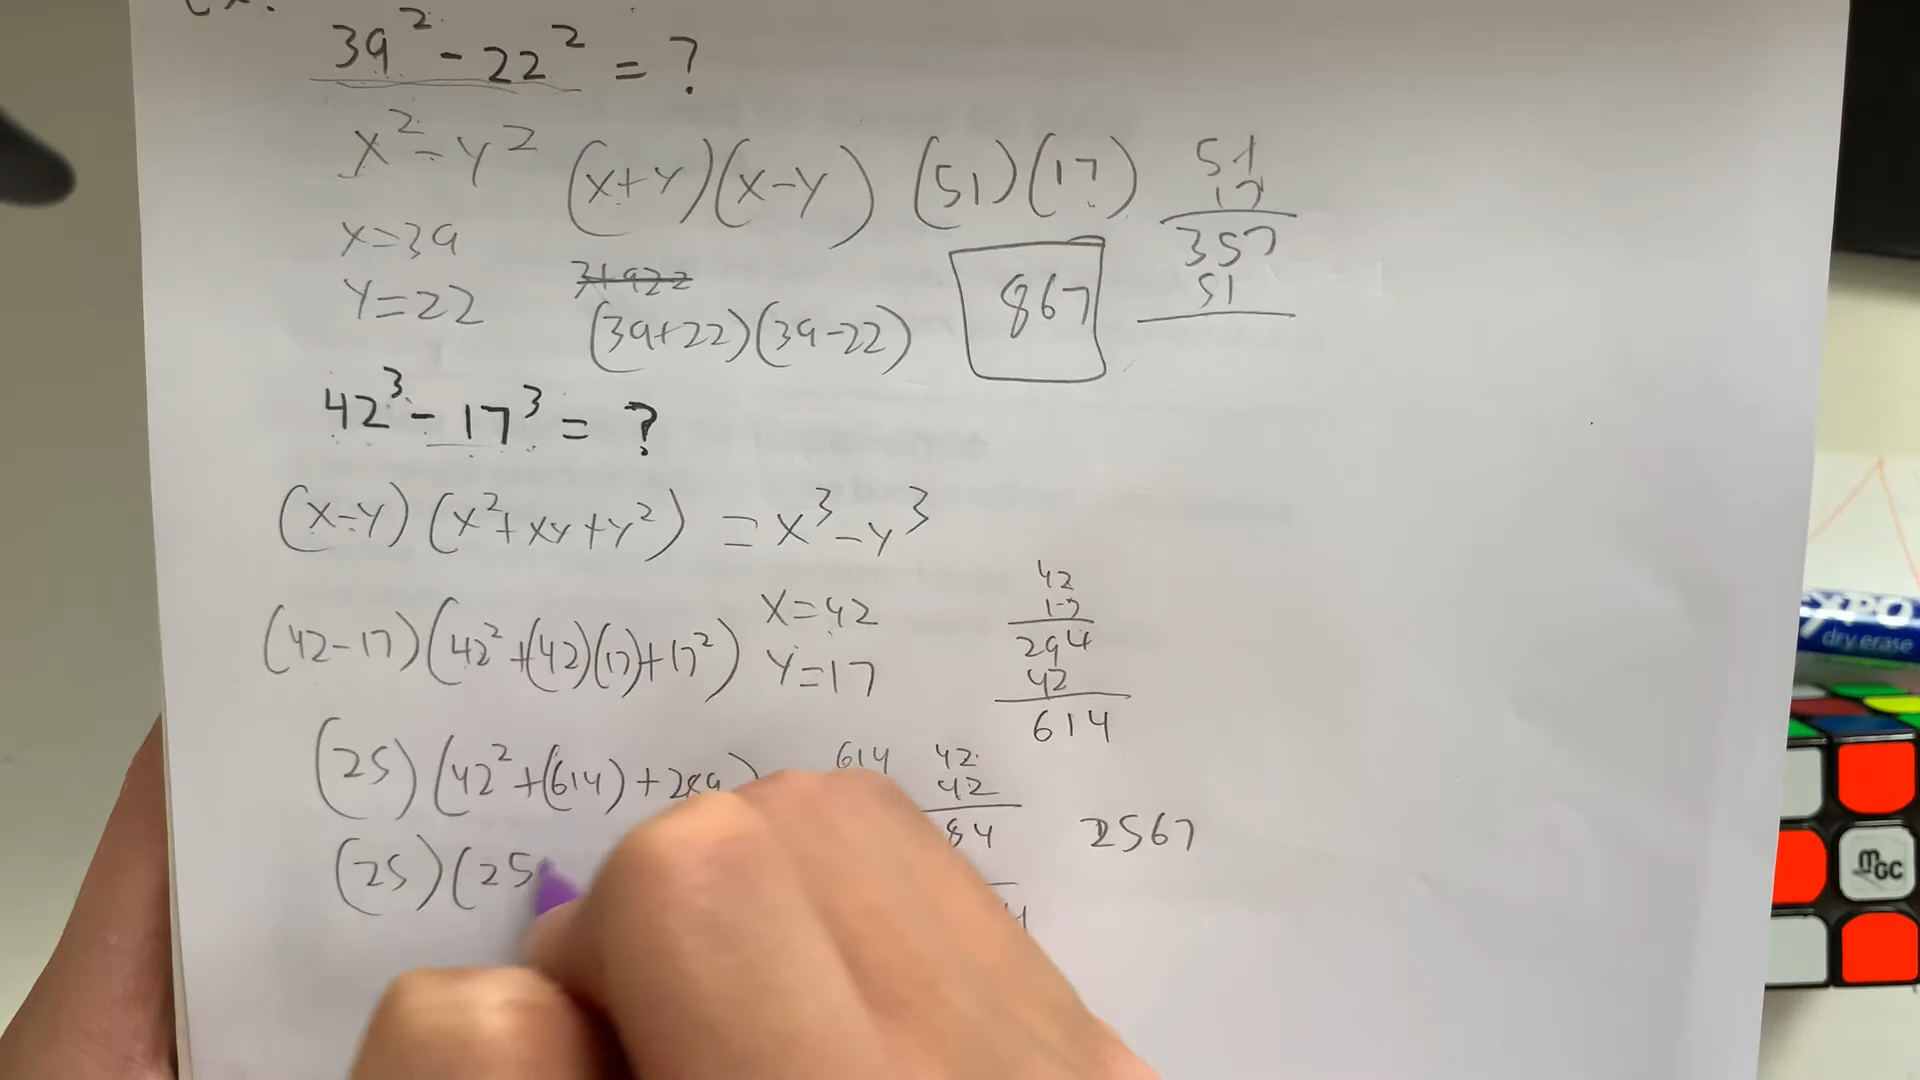 39² - 22² = ?
x² - y² (x+y)(x-y) (51)(17)
51
17
357
51
x=39
y=22
(39+22)(39-22)
867
42³ - 17³ = ?
(x-y)(x²+xy+y²) = x³-y³
(42-17)(42²+(42)(17)+17²)
x=42
y=17
42
17
294
42
614
(25)(42²+(614)+289)
614
42
42
84
2567
(25)(25
EXPO
dry erase
MGC